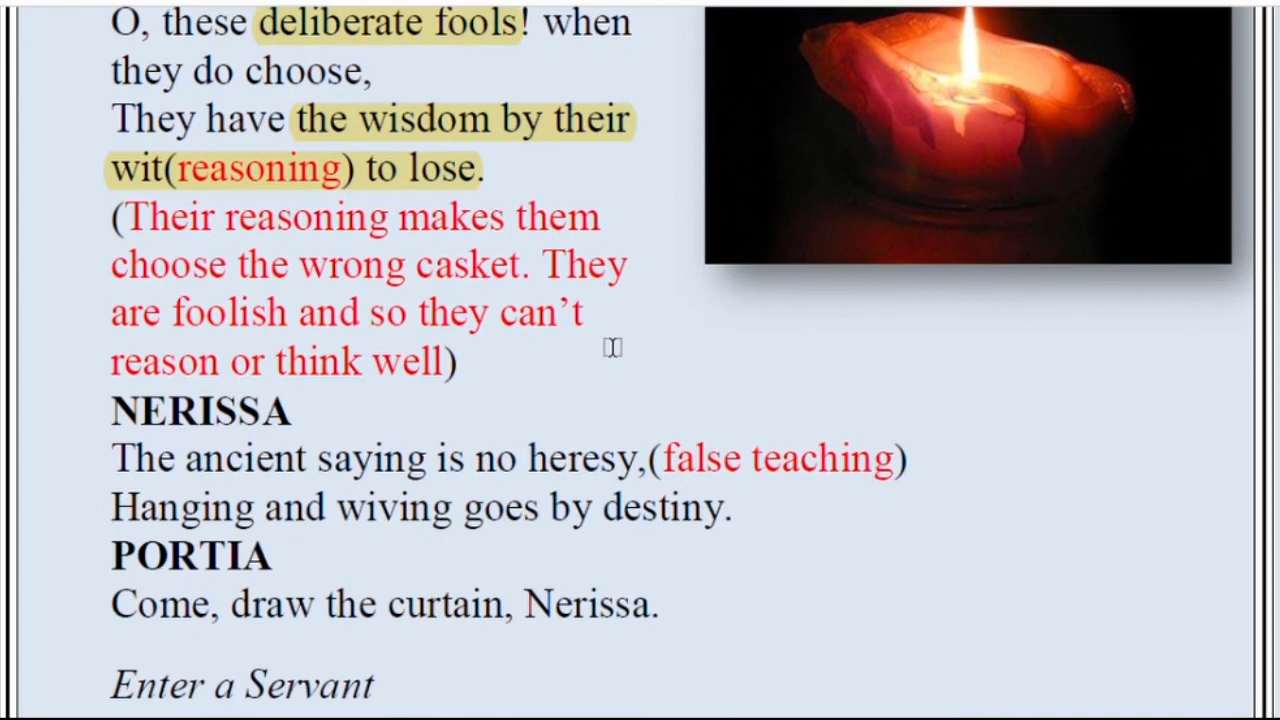 O, these deliberate fools! when
they do choose,
They have the wisdom by their
wit(reasoning) to lose.
(Their reasoning makes them
choose the wrong casket. They
are foolish and so they can’t
reason or think well)
NERISSA
The ancient saying is no heresy,(false teaching)
Hanging and wiving goes by destiny.
PORTIA
Come, draw the curtain, Nerissa.
Enter a Servant